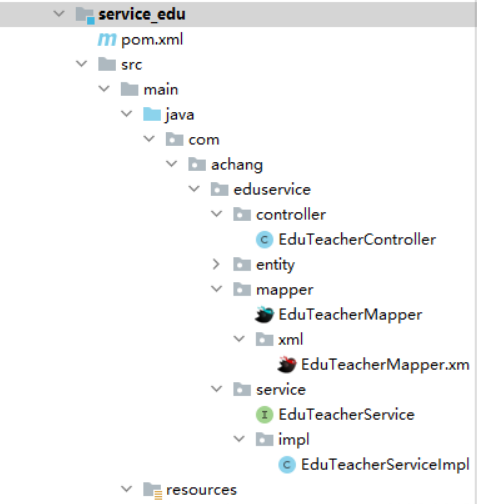 service_edu
pom.xml
src
main
java
com
achang
eduservice
controller
EduTeacherController
entity
mapper
EduTeacherMapper
xml
EduTeacherMapper.xm
service
EduTeacherService
impl
EduTeacherServiceImpl
resources